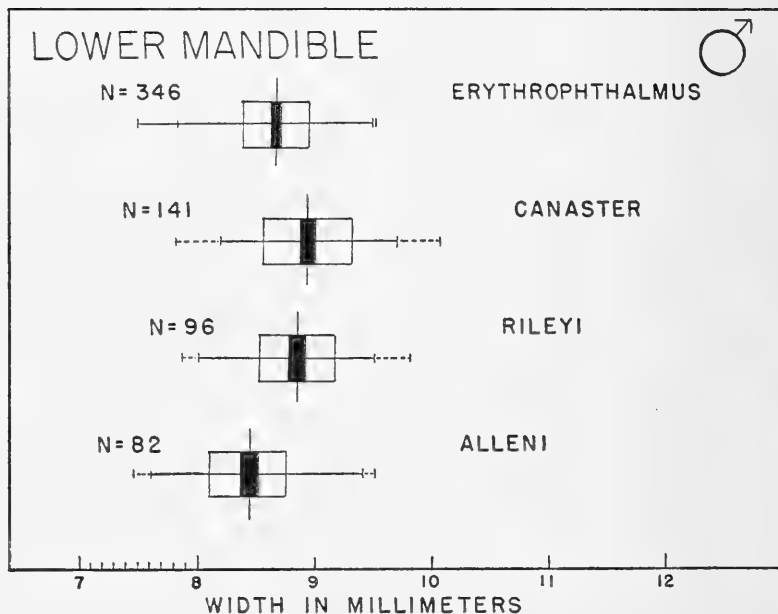 LOWER MANDIBLE
N=346 ERYTHROPHTHALMUS
N=141 CANASTER
N=96 RILEYI
N=82 ALLENI
7 8 9 10 11 12
WIDTH IN MILLIMETERS